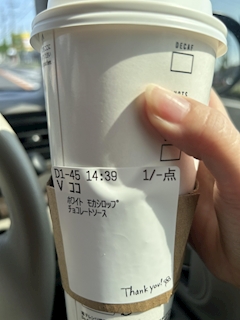 DECAF
D1-45 14:39 1/-点
V ココ
ホワイト モカシロップ
チョコレートソース
Thank you!